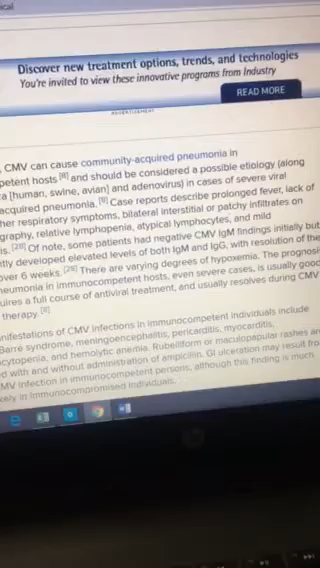 ical
Discover new treatment options, trends, and technologies
You're invited to view these innovative programs from Industry
READ MORE
ADVERTISEMENT
, CMV can cause community-acquired pneumonia in
petent hosts [8] and should be considered a possible etiology (along
a [human, swine, avian] and adenovirus) in cases of severe viral
acquired pneumonia. [9] Case reports describe prolonged fever, lack of
her respiratory symptoms, bilateral interstitial or patchy infiltrates on
graphy, relative lymphopenia, atypical lymphocytes, and mild
is. Of note, some patients had negative CMV IgM findings initially but
tly developed elevated levels of both IgM and IgG, with resolution of the
over 6 weeks. There are varying degrees of hypoxemia. The prognosi
neumonia in immunocompetent hosts, even severe cases, is usually good
uires a full course of antiviral treatment, and usually resolves during CMV
therapy. [8]
nifestations of CMV infections in immunocompetent individuals include
Barré syndrome, meningoencephalitis, pericarditis, myocarditis,
cytopenia, and hemolytic anemia. Rubelliform or maculopapular rashes an
d with and without administration of ampicillin. GI ulceration may result fro
MV infection in immunocompetent persons, although this finding is much
kely in immunocompromised individuals.